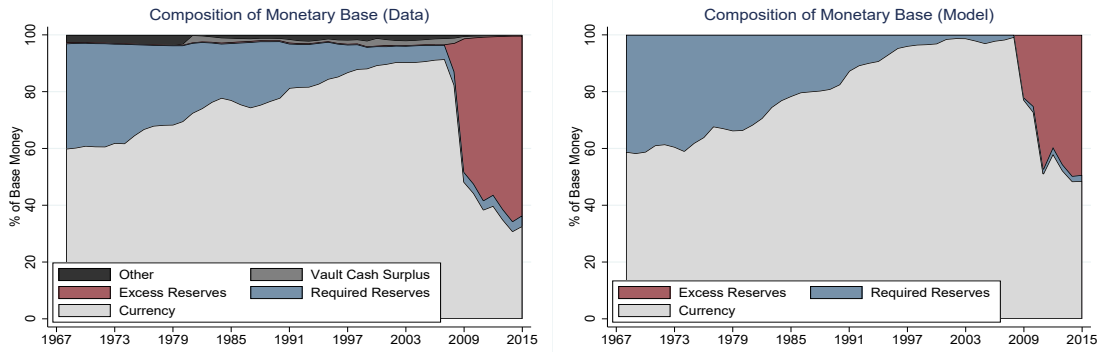 Composition of Monetary Base (Data)
% of Base Money
100
80
60
40
20
0
Other
Vault Cash Surplus
Excess Reserves
Required Reserves
Currency
1967 1973 1979 1985 1991 1997 2003 2009 2015
Composition of Monetary Base (Model)
% of Base Money
100
80
60
40
20
0
Excess Reserves
Required Reserves
Currency
1967 1973 1979 1985 1991 1997 2003 2009 2015